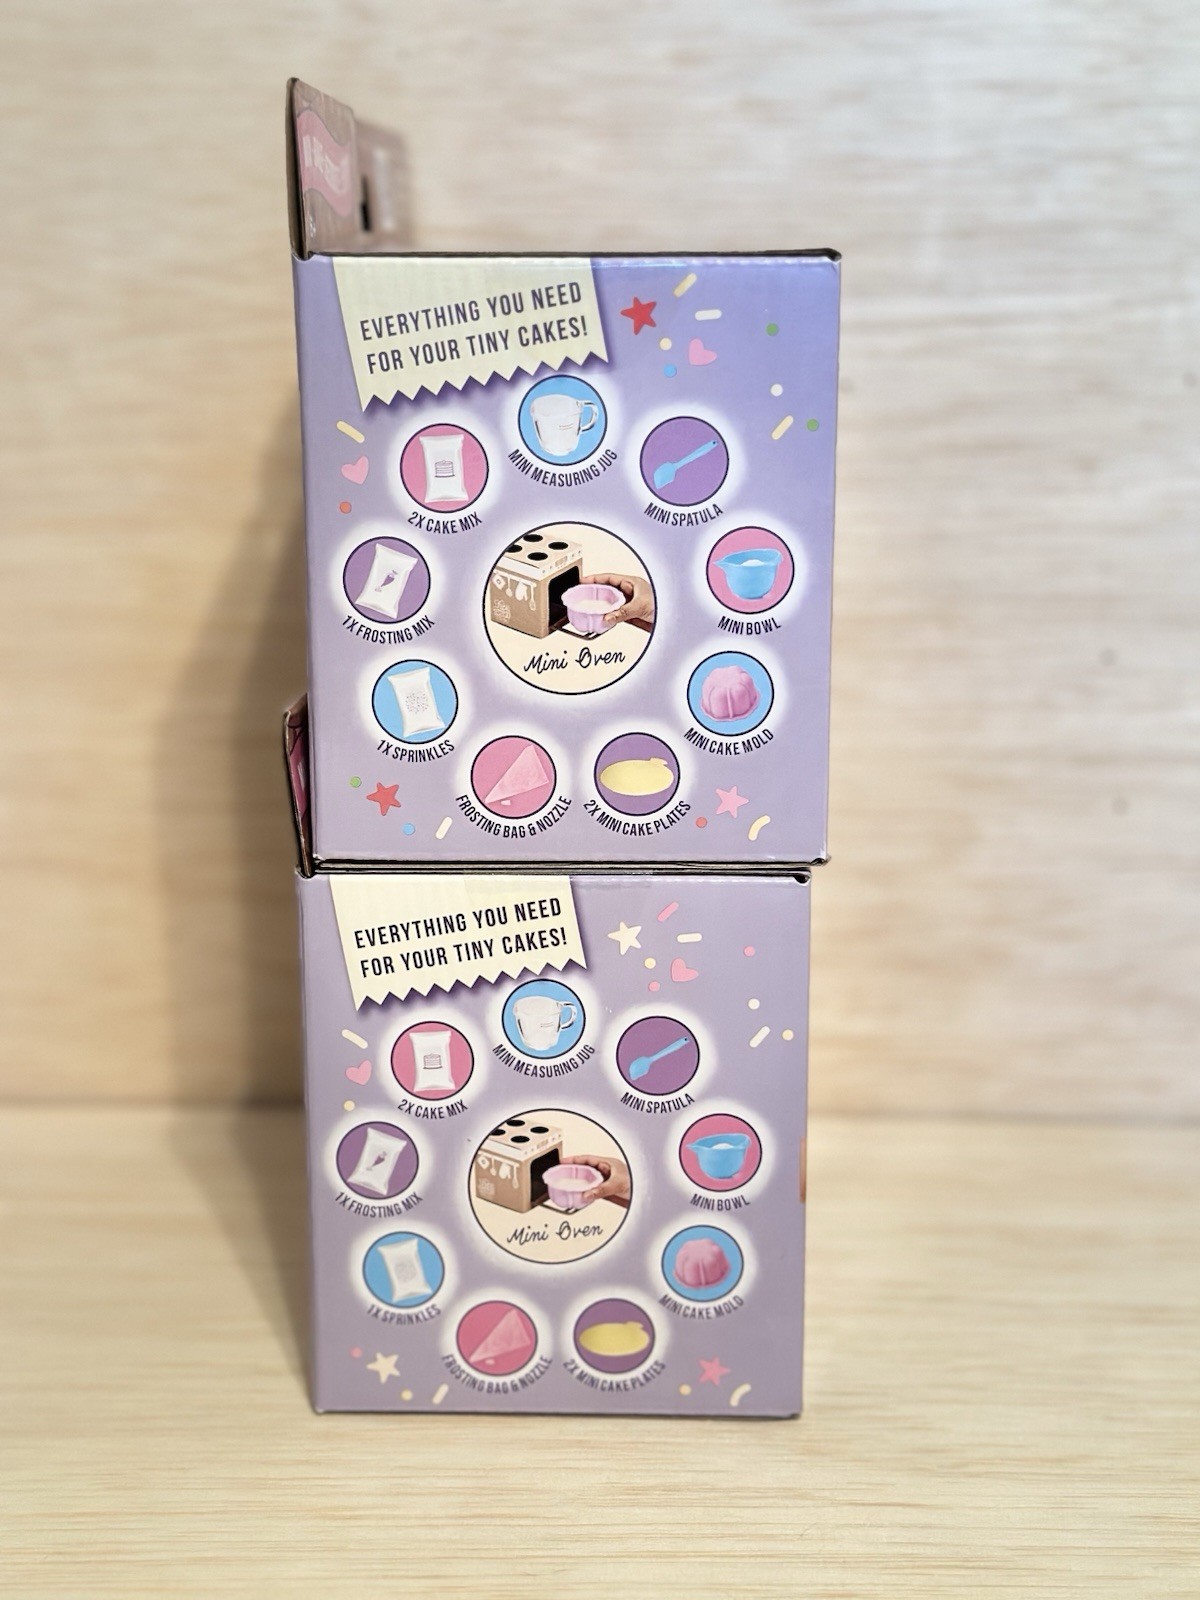 EVERYTHING YOU NEED
FOR YOUR TINY CAKES!
MINI MEASURING JUG
2X CAKE MIX
MINI SPATULA
1X FROSTING MIX
MINI BOWL
Mini Oven
1X SPRINKLES
MINI CAKE MOLD
FROSTING BAG & NOZZLE
2X MINI CAKE PLATES
EVERYTHING YOU NEED
FOR YOUR TINY CAKES!
MINI MEASURING JUG
2X CAKE MIX
MINI SPATULA
1X FROSTING MIX
MINI BOWL
Mini Oven
1X SPRINKLES
MINI CAKE MOLD
FROSTING BAG & NOZZLE
2X MINI CAKE PLATES